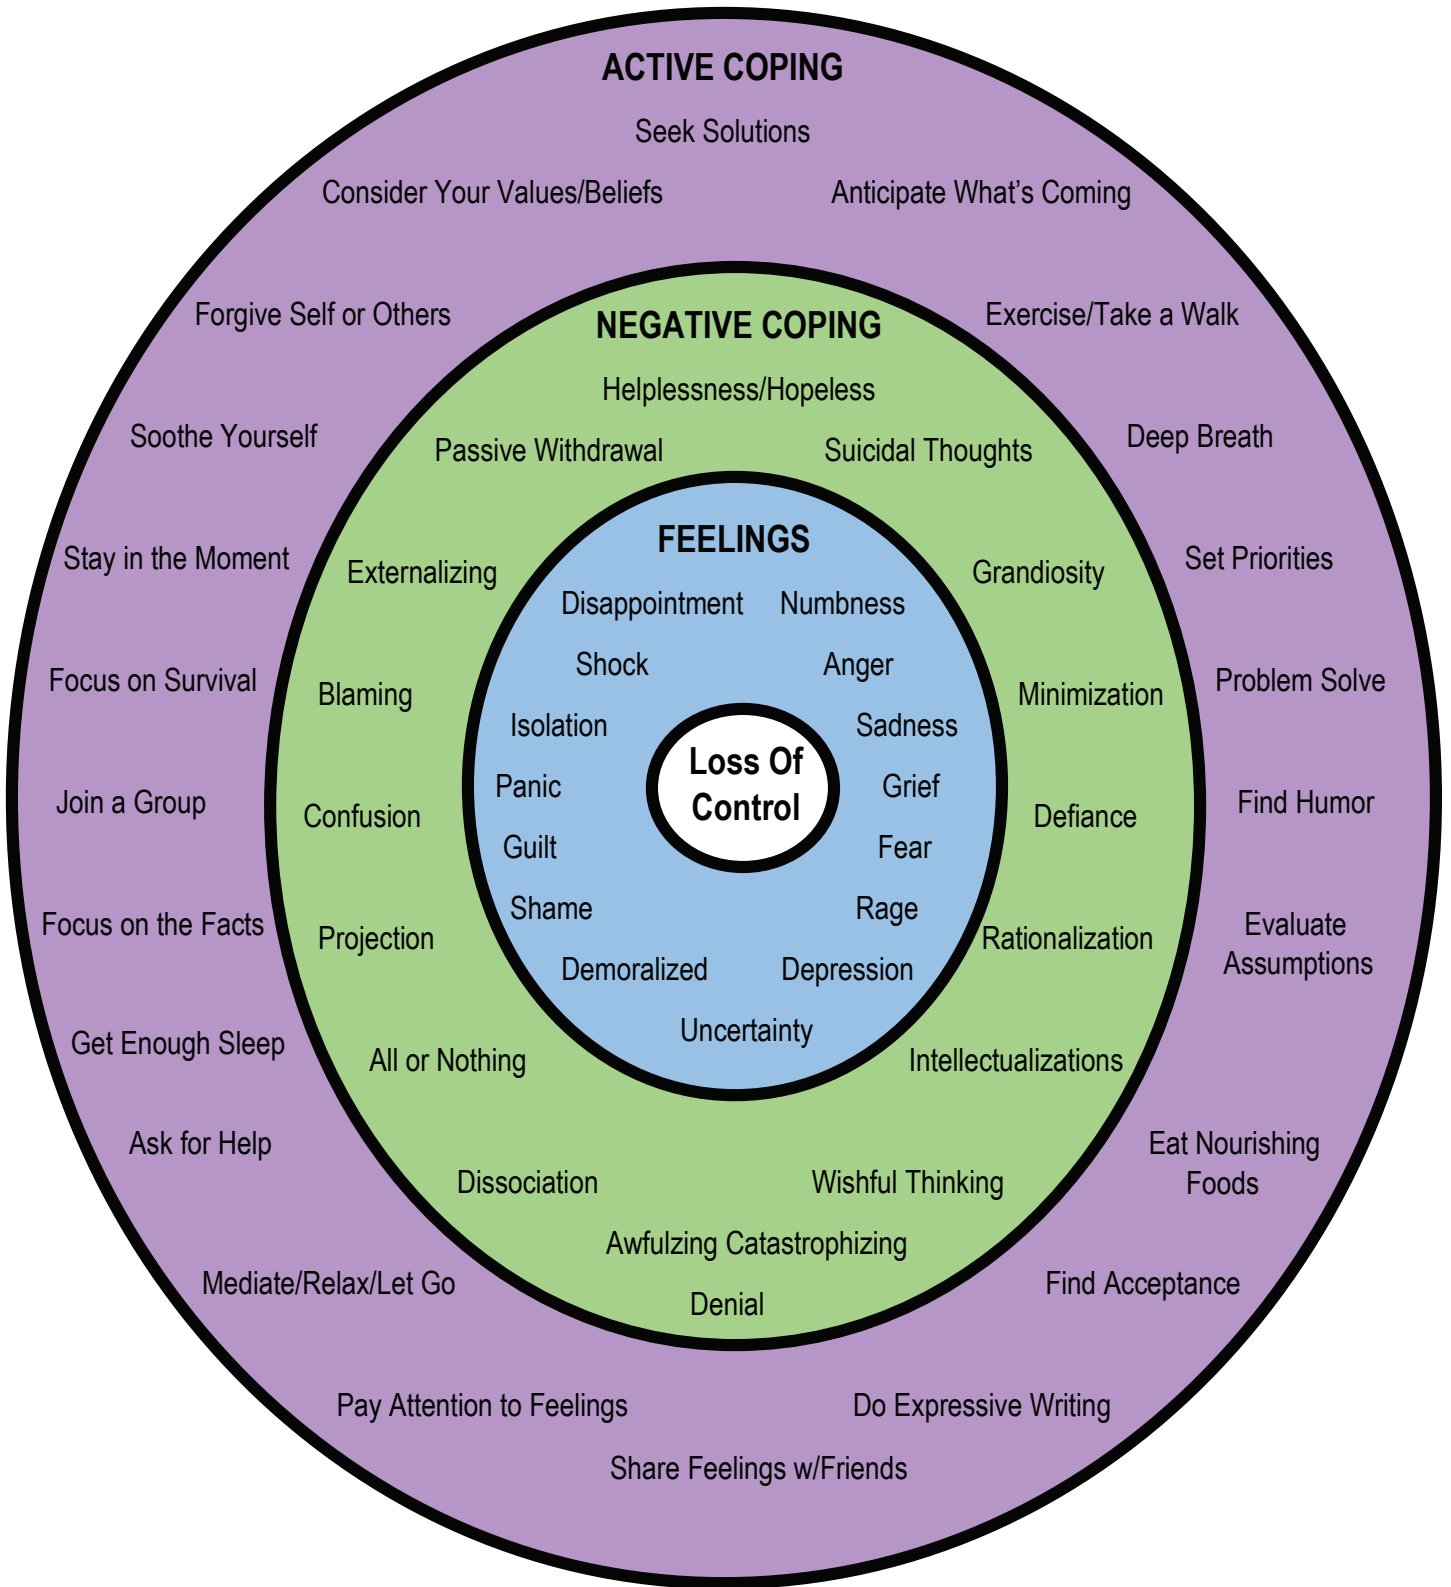 ACTIVE COPING
Seek Solutions
Consider Your Values/Beliefs
Anticipate What’s Coming
Forgive Self or Others
Exercise/Take a Walk
Soothe Yourself
Deep Breath
Stay in the Moment
Set Priorities
Focus on Survival
Problem Solve
Join a Group
Find Humor
Focus on the Facts
Evaluate
Assumptions
Get Enough Sleep
Ask for Help
Eat Nourishing
Foods
Mediate/Relax/Let Go
Find Acceptance
Pay Attention to Feelings
Do Expressive Writing
Share Feelings w/Friends
NEGATIVE COPING
Helplessness/Hopeless
Passive Withdrawal
Suicidal Thoughts
Externalizing
Grandiosity
Blaming
Minimization
Confusion
Defiance
Projection
Rationalization
All or Nothing
Intellectualizations
Dissociation
Wishful Thinking
Awfulzing Catastrophizing
Denial
FEELINGS
Disappointment
Numbness
Shock
Anger
Isolation
Sadness
Panic
Grief
Guilt
Fear
Shame
Rage
Demoralized
Depression
Uncertainty
Loss Of
Control